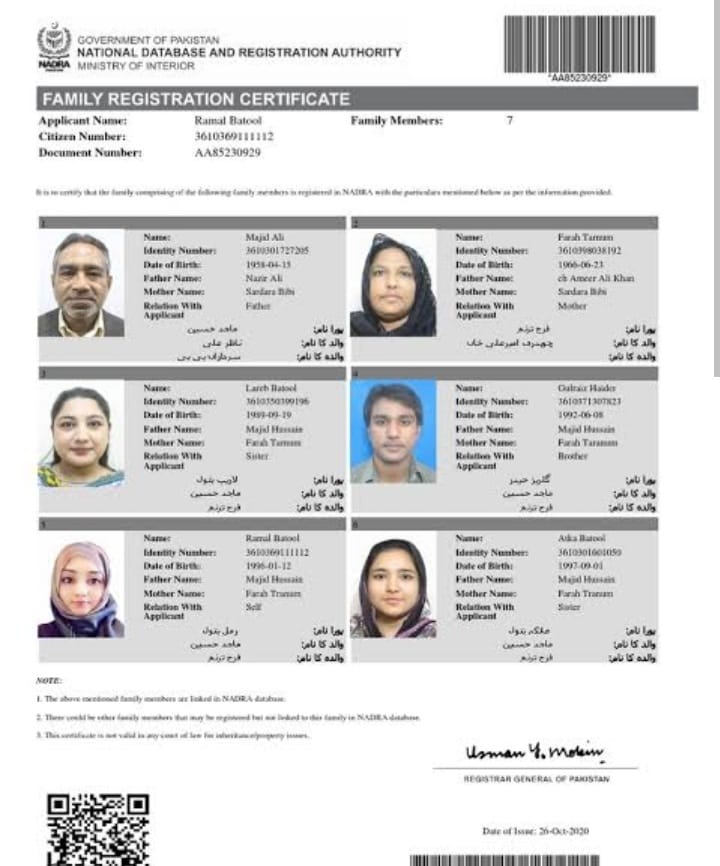 GOVERNMENT OF PAKISTAN
NATIONAL DATABASE AND REGISTRATION AUTHORITY
MINISTRY OF INTERIOR
NADRA
*AA85230929*
FAMILY REGISTRATION CERTIFICATE
Applicant Name: Ramal Batool Family Members: 7
Citizen Number: 3610369111112
Document Number: AA85230929
It is to certify that the family comprising of the following family members is registered in NADRA with the particulars mentioned below as per the information provided.
1
Name: Majid Ali
Identity Number: 3610301727205
Date of Birth: 1958-04-15
Father Name: Nazir Ali
Mother Name: Sardara Bibi
Relation With Applicant Father
پورا نام: ماجد حسین
والد کا نام: ناظر علی
والدہ کا نام: سرداراں بی بی
2
Name: Farah Tarnum
Identity Number: 3610398038192
Date of Birth: 1966-06-23
Father Name: ch Ameer Ali Khan
Mother Name: Sardara Bibi
Relation With Applicant Mother
پورا نام: فرح ترنم
والد کا نام: امیرعلی خان
والدہ کا نام:
3
Name: Lareb Batool
Identity Number: 3610350399196
Date of Birth: 1989-09-19
Father Name: Majid Hussain
Mother Name: Farah Tarnum
Relation With Applicant Sister
پورا نام: لاریب بتول
والد کا نام: ماجد حسین
والدہ کا نام: فرح ترنم
4
Name: Gulraiz Haider
Identity Number: 3610371307823
Date of Birth: 1992-06-08
Father Name: Majid Hussain
Mother Name: Farah Taranum
Relation With Applicant Brother
پورا نام: گلریز حیدر
والد کا نام: ماجد حسین
والدہ کا نام: فرح ترنم
5
Name: Ramal Batool
Identity Number: 3610369111112
Date of Birth: 1996-01-12
Father Name: Majid Hussain
Mother Name: Farah Tranum
Relation With Applicant Self
پورا نام: رمل بتول
والد کا نام: ماجد حسین
والدہ کا نام: فرح ترنم
6
Name: Batool
Identity Number: 3610301601050
Date of Birth: 1997-09-01
Father Name: Majid Hussain
Mother Name: Farah Tranum
Relation With Applicant Sister
پورا نام: بتول
والد کا نام: ماجد حسین
والدہ کا نام: فرح ترنم
NOTE:
1. The above mentioned family members are linked in NADRA database.
2. There could be other family members that may be registered but not linked to this family in NADRA database.
3. This certificate is not valid in any court of law for inheritance/property issues.
Usman Y. Mobin
REGISTRAR GENERAL OF PAKISTAN
Date of Issue: 26-Oct-2020